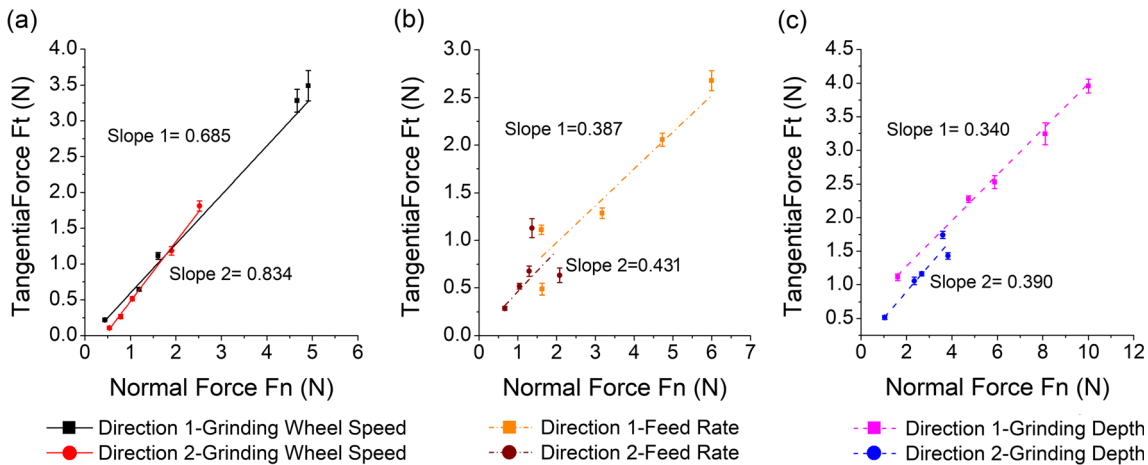 (a)
TangentiaForce Ft (N)
4.0
3.5
3.0
2.5
2.0
1.5
1.0
0.5
0.0
Slope 1= 0.685
Slope 2= 0.834
0 1 2 3 4 5 6
Normal Force Fn (N)
Direction 1-Grinding Wheel Speed
Direction 2-Grinding Wheel Speed
(b)
TangentiaForce Ft (N)
3.0
2.5
2.0
1.5
1.0
0.5
0.0
Slope 1=0.387
Slope 2=0.431
0 1 2 3 4 5 6 7
Normal Force Fn (N)
Direction 1-Feed Rate
Direction 2-Feed Rate
(c)
TangentiaForce Ft (N)
4.5
4.0
3.5
3.0
2.5
2.0
1.5
1.0
0.5
Slope 1= 0.340
Slope 2= 0.390
0 2 4 6 8 10 12
Normal Force Fn (N)
Direction 1-Grinding Depth
Direction 2-Grinding Depth